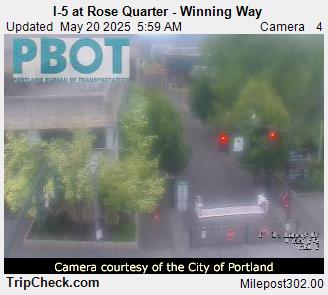 I-5 at Rose Quarter - Winning Way
Updated  May 20 2025  5:59 AM
Camera  4
PBOT
PORTLAND BUREAU OF TRANSPORTATION
Camera courtesy of the City of Portland
TripCheck.com
Milepost302.00